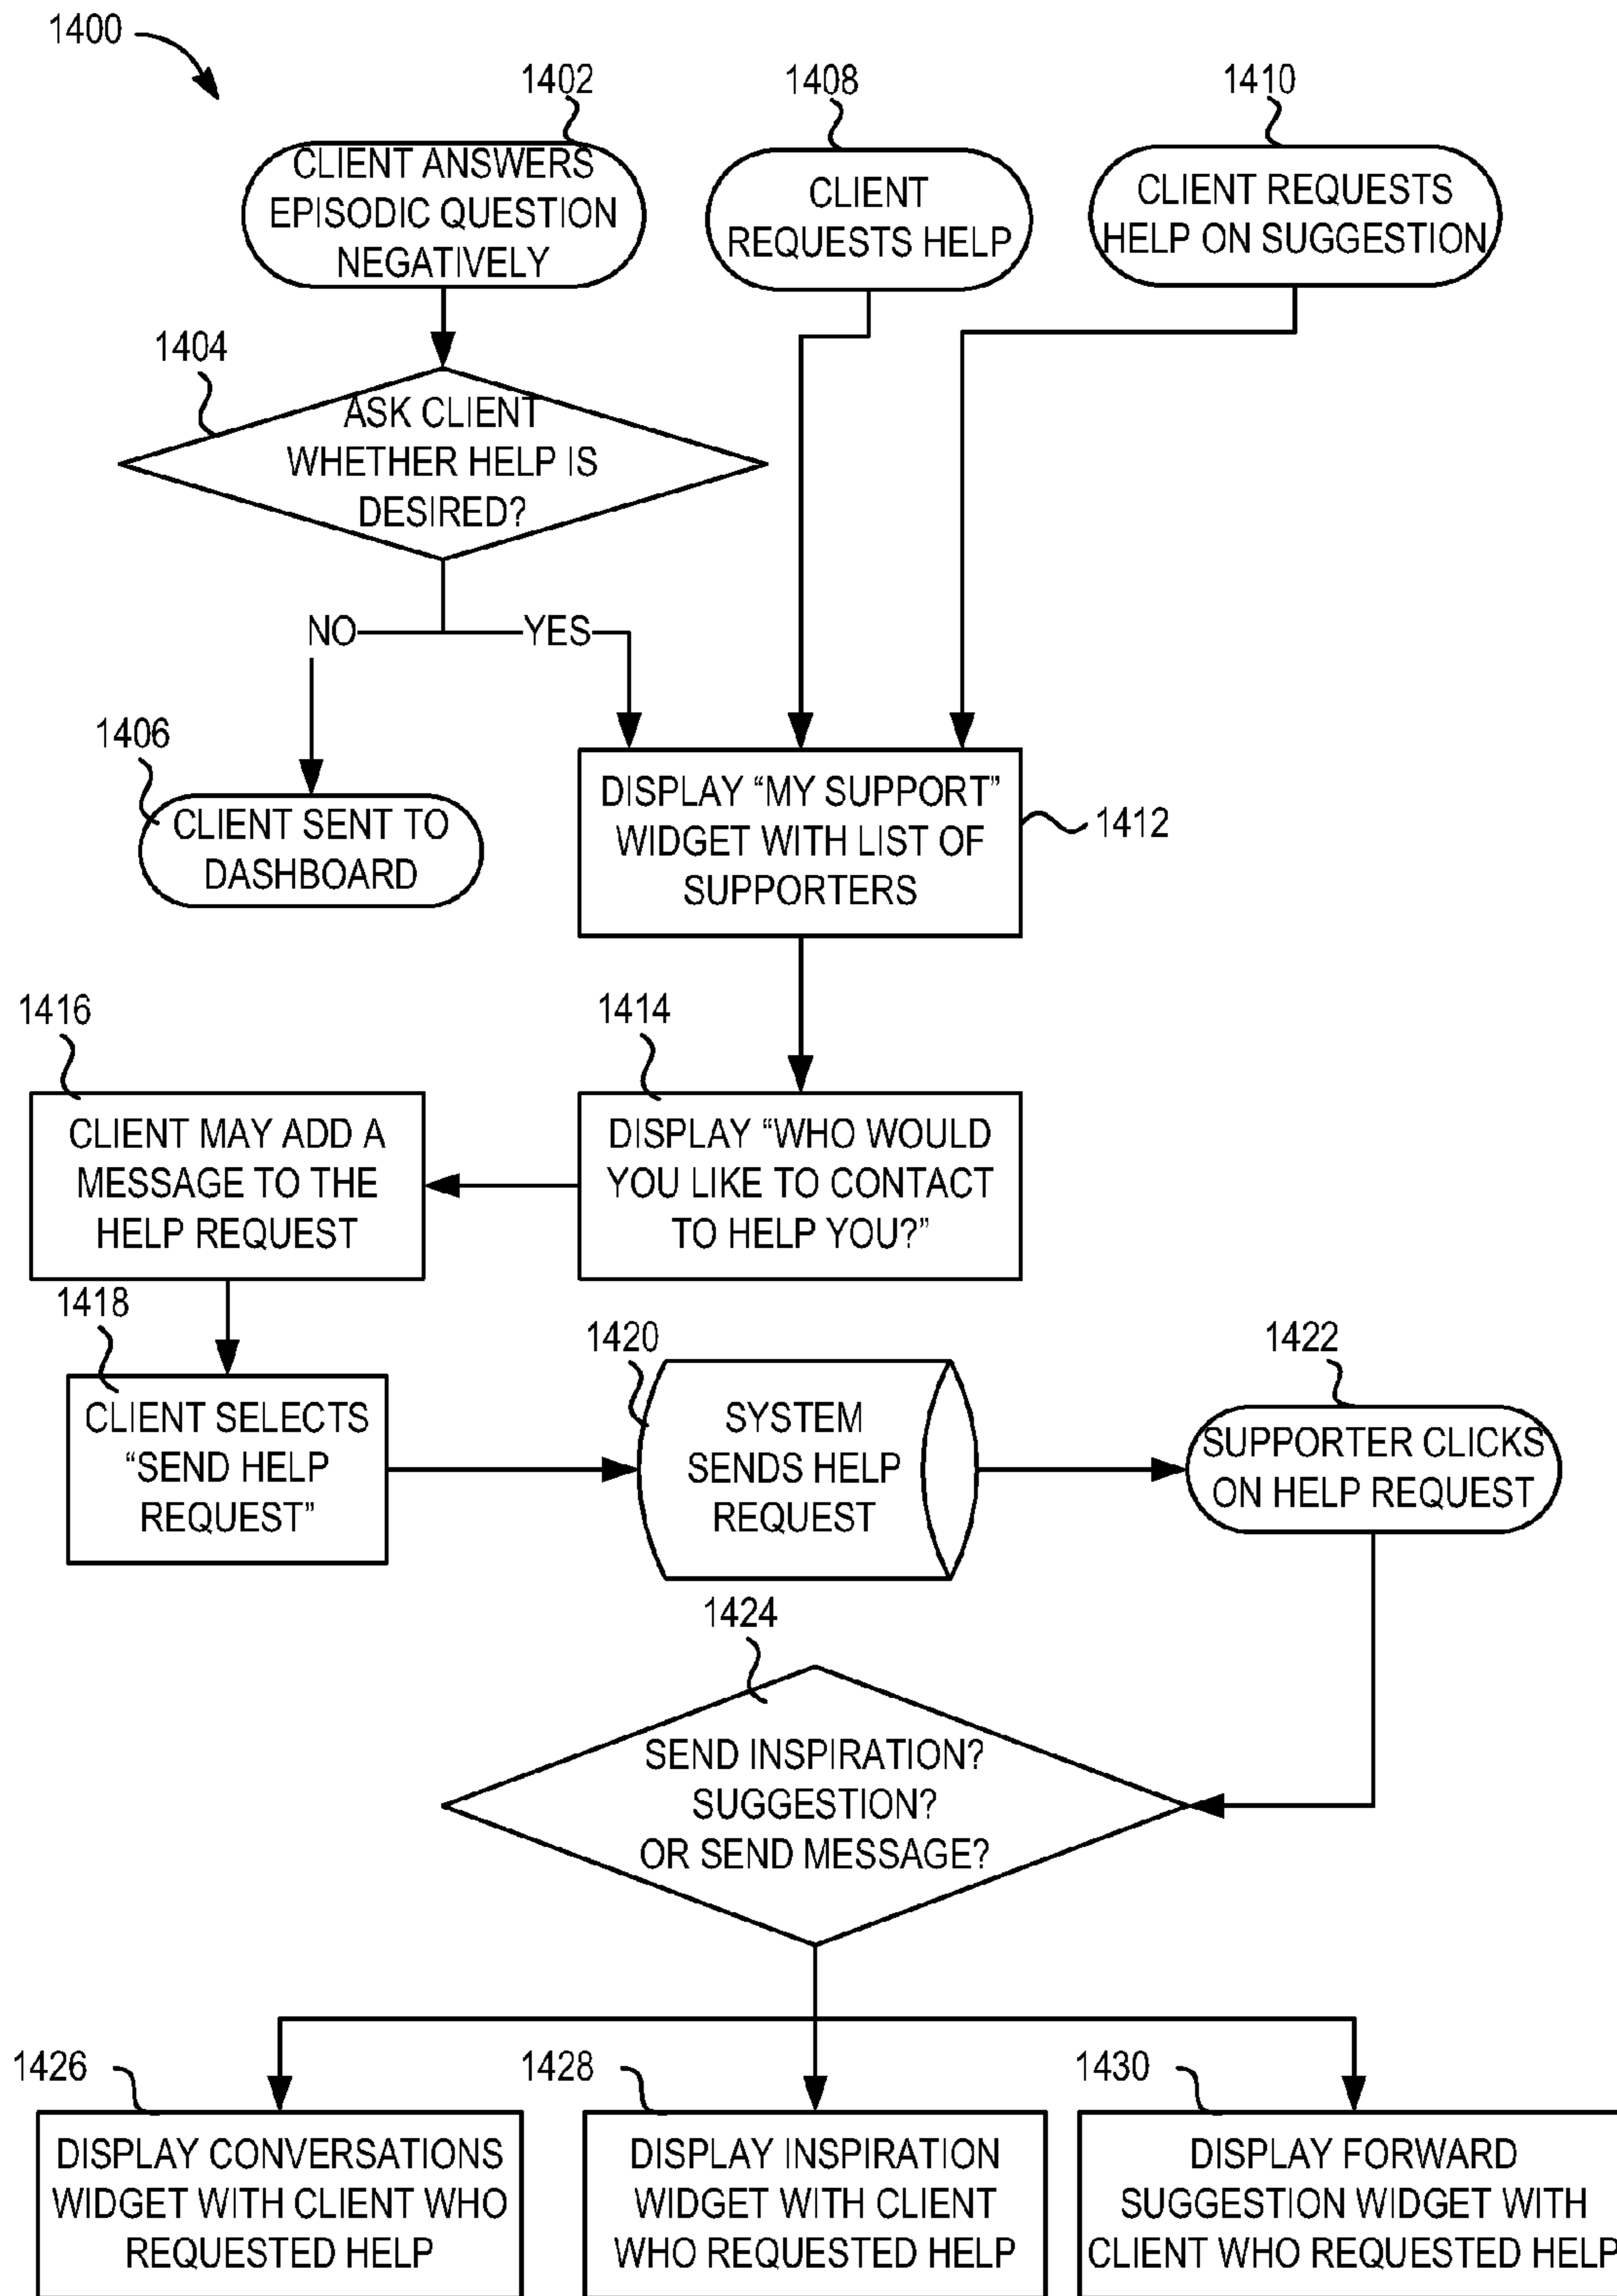 1400
1402
1408
1410
CLIENT ANSWERS
EPISODIC QUESTION
NEGATIVELY
CLIENT
REQUESTS HELP
CLIENT REQUESTS
HELP ON SUGGESTION
1404
ASK CLIENT
WHETHER HELP IS
DESIRED?
NO
YES
1406
CLIENT SENT TO
DASHBOARD
DISPLAY “MY SUPPORT”
WIDGET WITH LIST OF
SUPPORTERS
1412
1416
1414
CLIENT MAY ADD A
MESSAGE TO THE
HELP REQUEST
DISPLAY “WHO WOULD
YOU LIKE TO CONTACT
TO HELP YOU?”
1418
1420
1422
CLIENT SELECTS
“SEND HELP
REQUEST”
SYSTEM
SENDS HELP
REQUEST
SUPPORTER CLICKS
ON HELP REQUEST
1424
SEND INSPIRATION?
SUGGESTION?
OR SEND MESSAGE?
1426
1428
1430
DISPLAY CONVERSATIONS
WIDGET WITH CLIENT WHO
REQUESTED HELP
DISPLAY INSPIRATION
WIDGET WITH CLIENT
WHO REQUESTED HELP
DISPLAY FORWARD
SUGGESTION WIDGET WITH
CLIENT WHO REQUESTED HELP